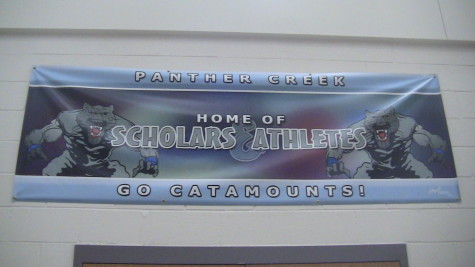 PANTHER CREEK
HOME OF
SCHOLARS & ATHLETES
GO CATAMOUNTS!